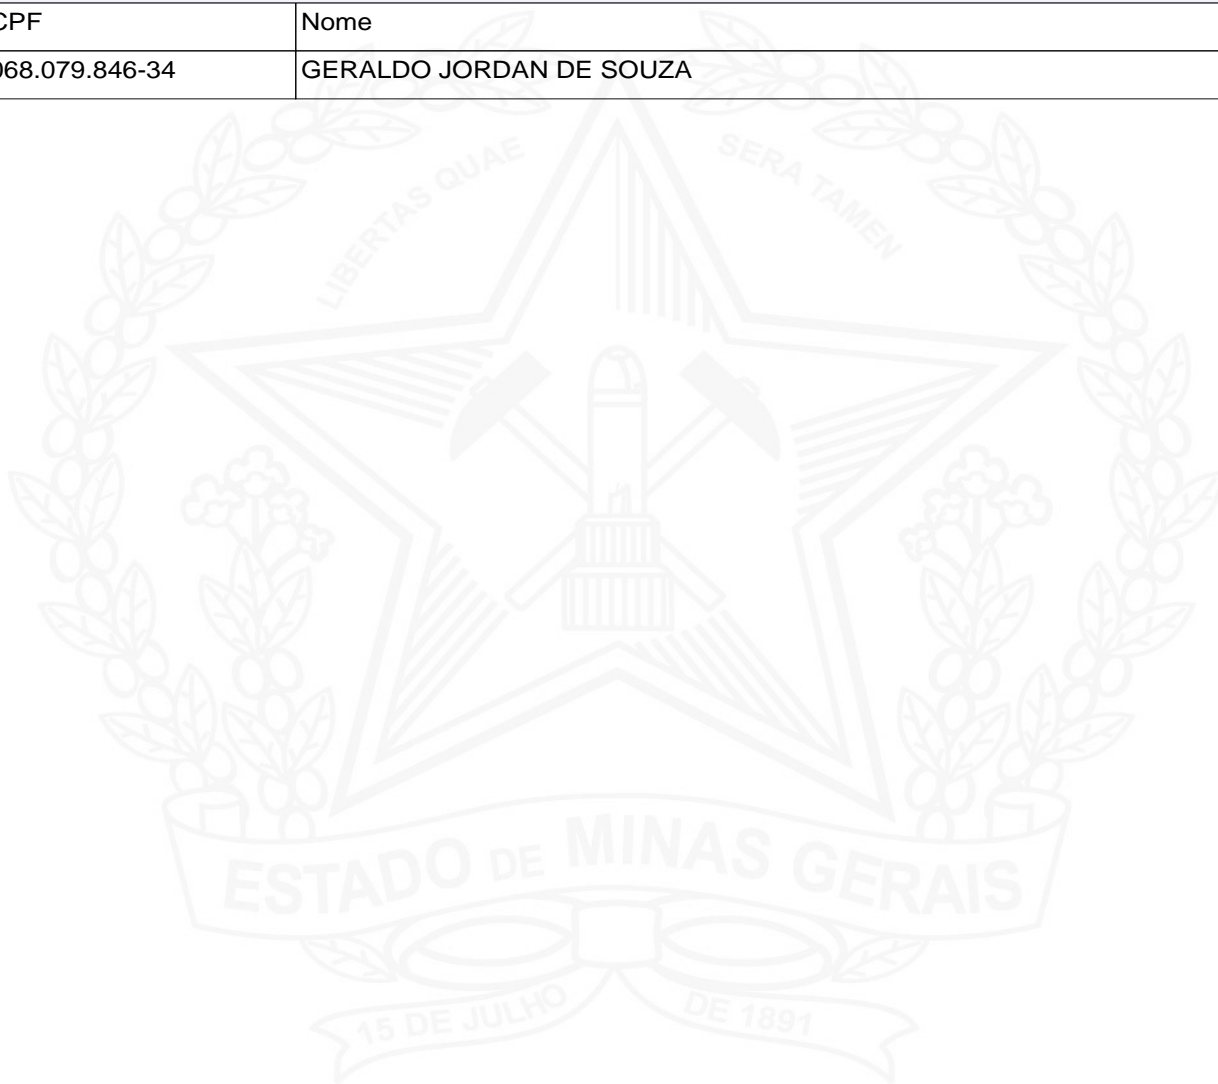 CPF Nome
068.079.846-34 GERALDO JORDAN DE SOUZA
LIBERTAS QUAE SERA TAMEN
ESTADO DE MINAS GERAIS
15 DE JULHO DE 1891